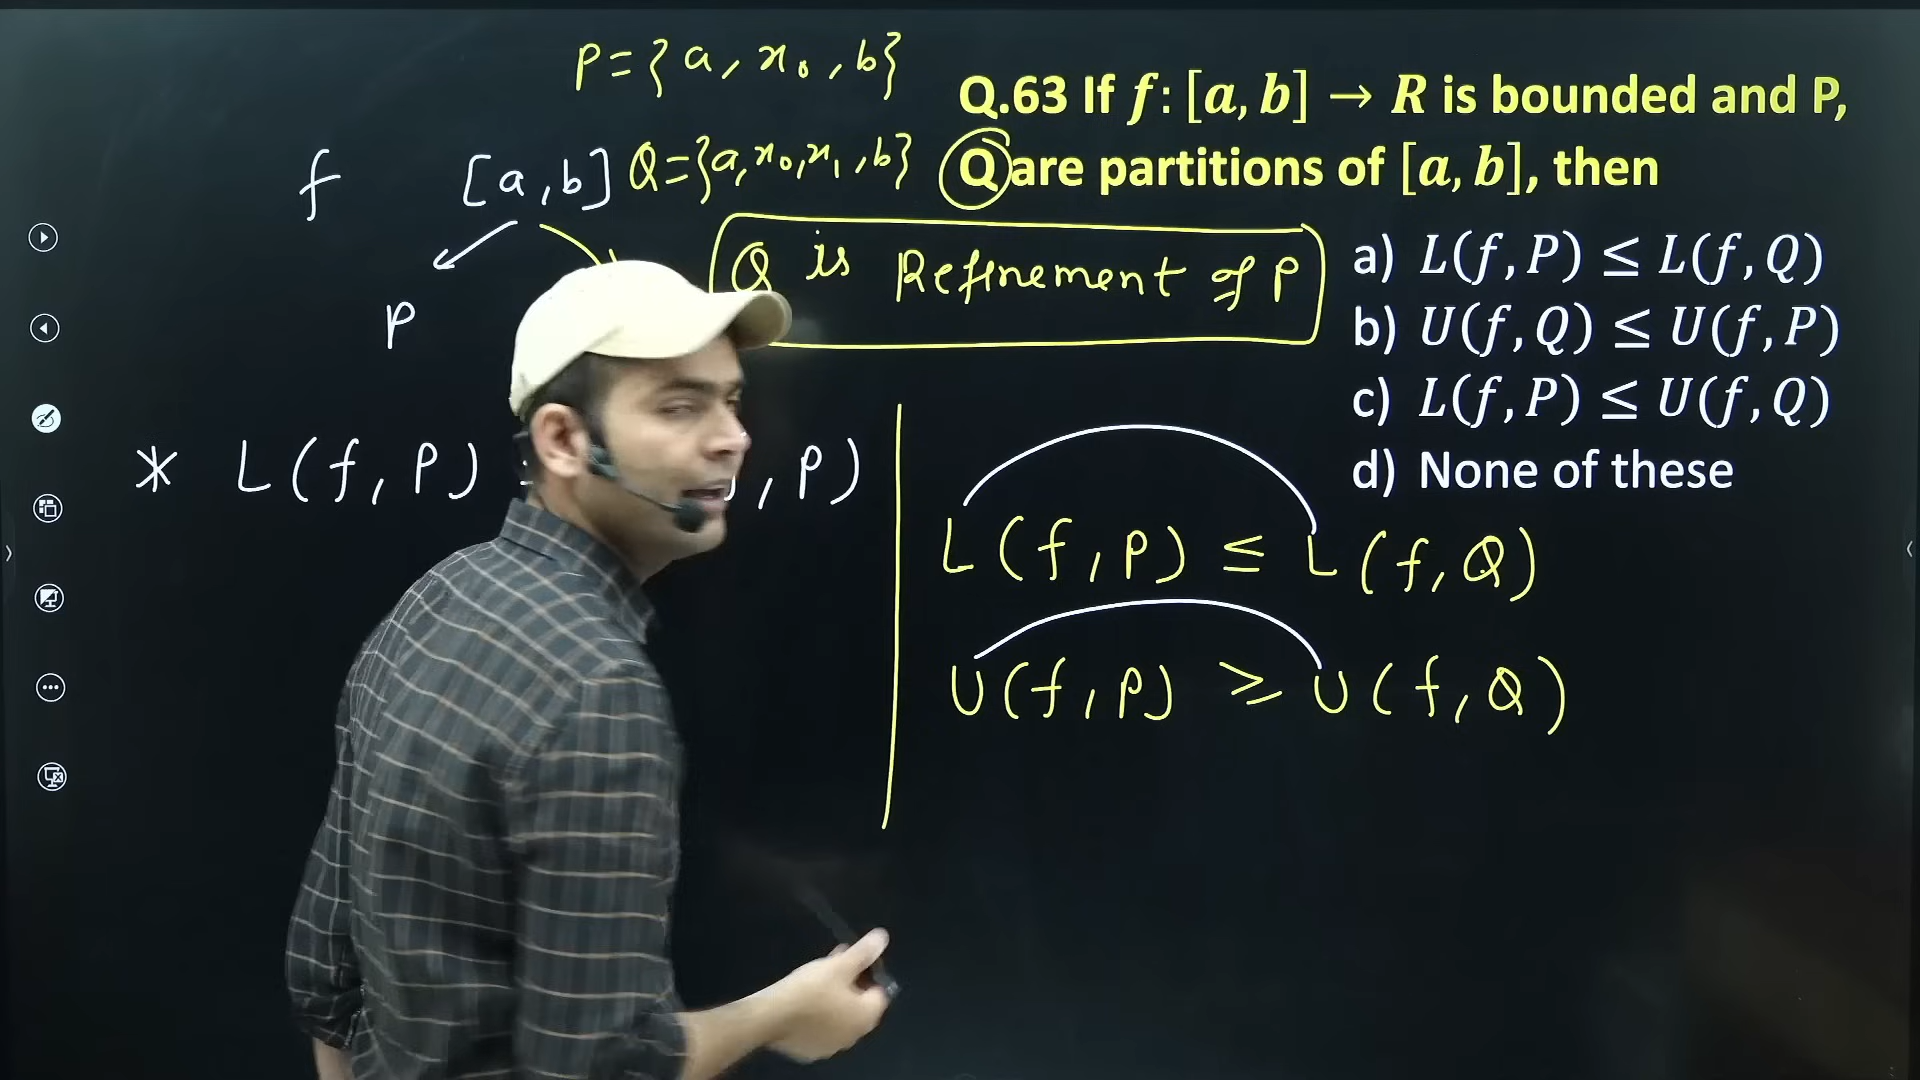 P={a, x₀, b}
Q.63 If f: [a, b] → R is bounded and P,
Q are partitions of [a, b], then
f [a, b] Q={a, x₀, x₁, b}
Q is Refinement of P
P
a) L(f, P) ≤ L(f, Q)
b) U(f, Q) ≤ U(f, P)
c) L(f, P) ≤ U(f, Q)
d) None of these
* L(f, P) , P)
L(f, P) ≤ L(f, Q)
U(f, P) ≥ U(f, Q)